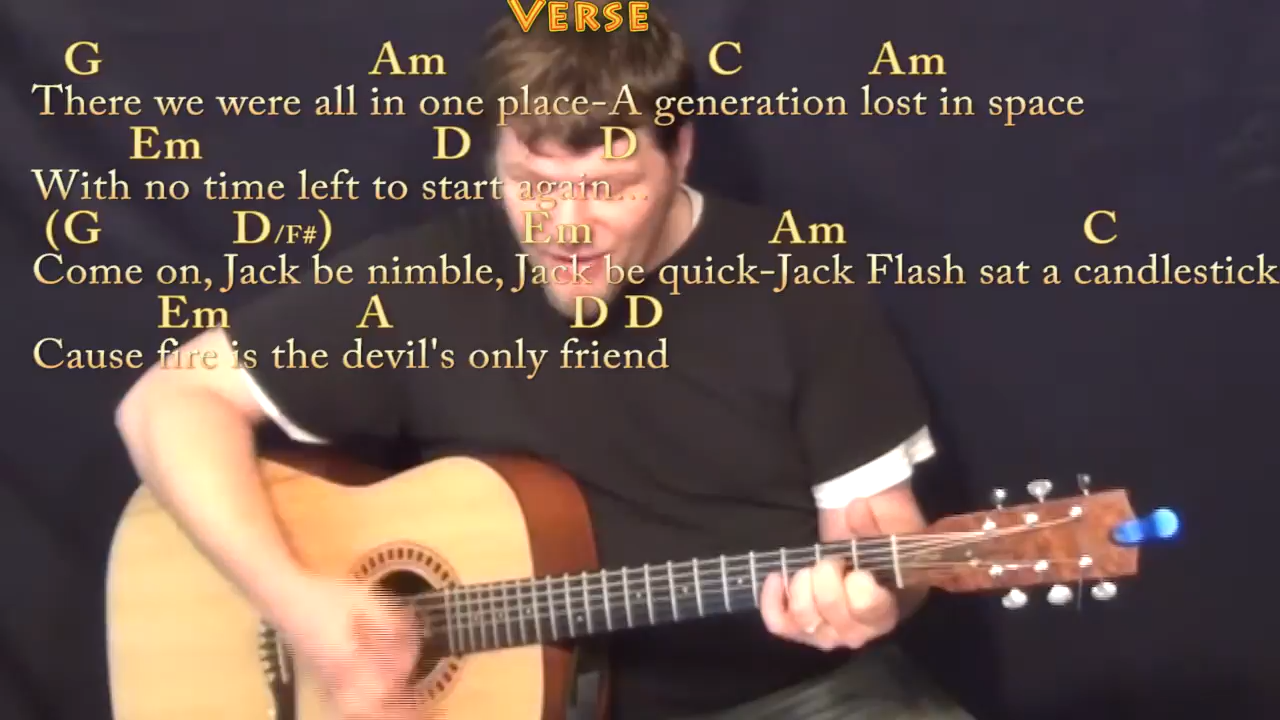 VERSE
G Am C Am
There we were all in one place-A generation lost in space
Em D D
With no time left to start again...
(G D/F#) Em Am C
Come on, Jack be nimble, Jack be quick-Jack Flash sat a candlestick
Em A D D
Cause fire is the devil's only friend